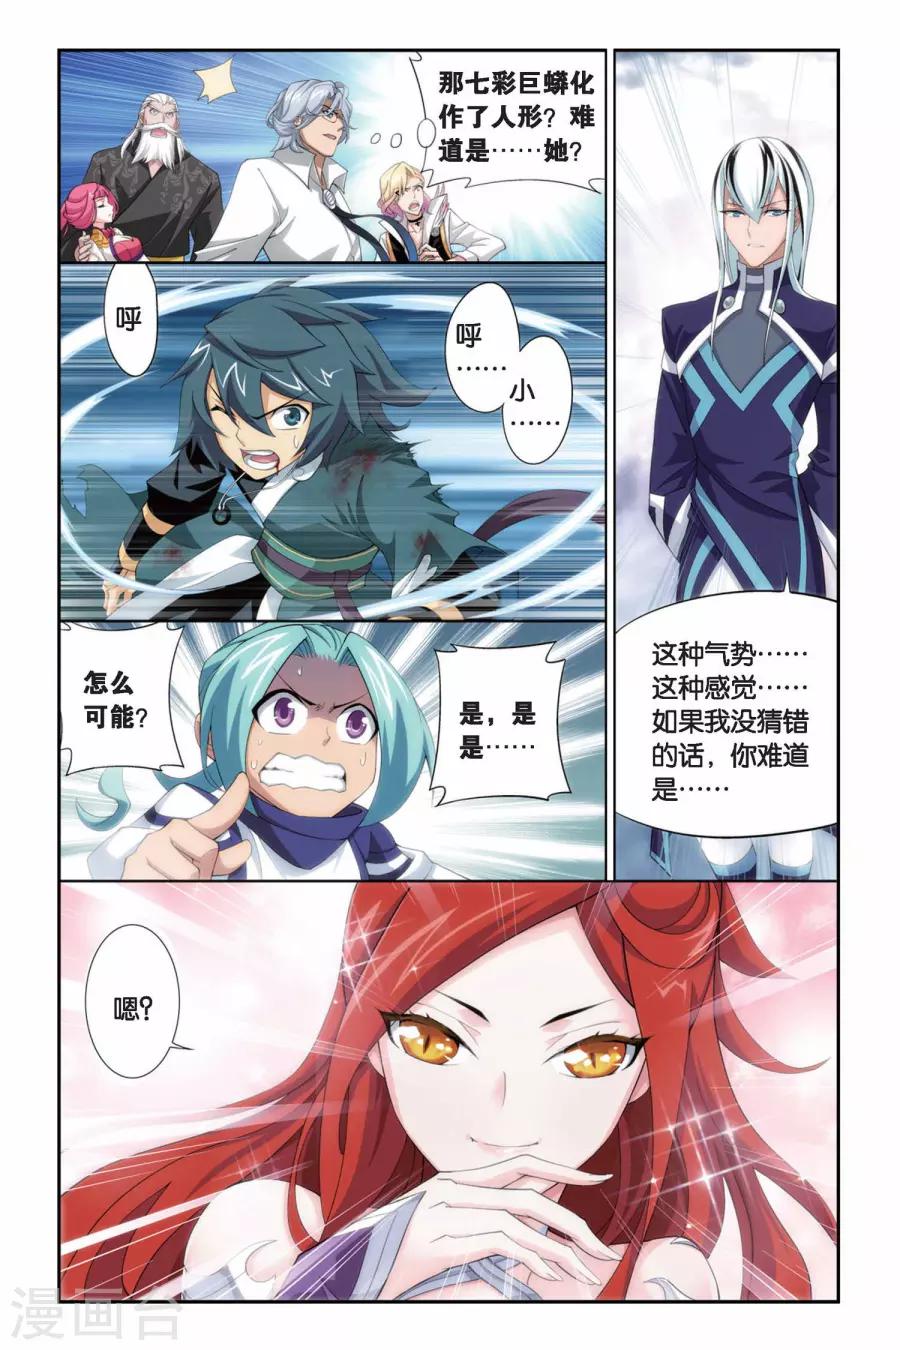 那七彩巨蟒化
作了人形？难
道是……她？
呼
呼
……
小
……
怎么
可能？
是，是
是……
这种气势……
这种感觉……
如果我没猜错
的话，你难道
是……
嗯？
漫画台